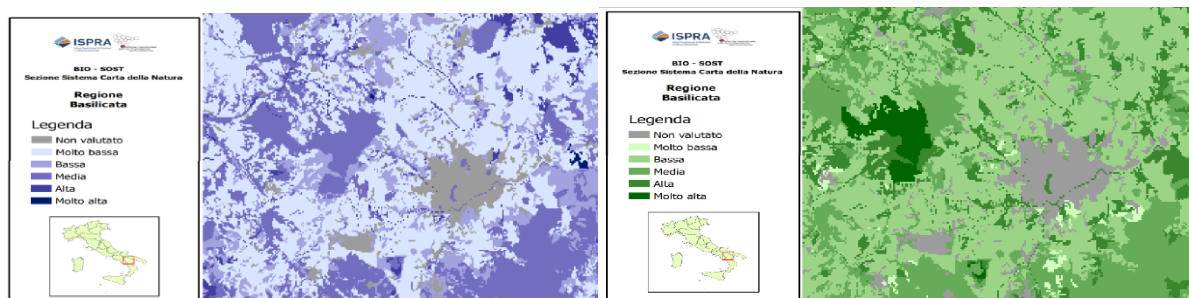 ISPRA
BIO - SOST
Sezione Sistema Carta della Natura
Regione
Basilicata
Legenda
Non valutato
Molto bassa
Bassa
Media
Alta
Molto alta
ISPRA
BIO - SOST
Sezione Sistema Carta della Natura
Regione
Basilicata
Legenda
Non valutato
Molto bassa
Bassa
Media
Alta
Molto alta